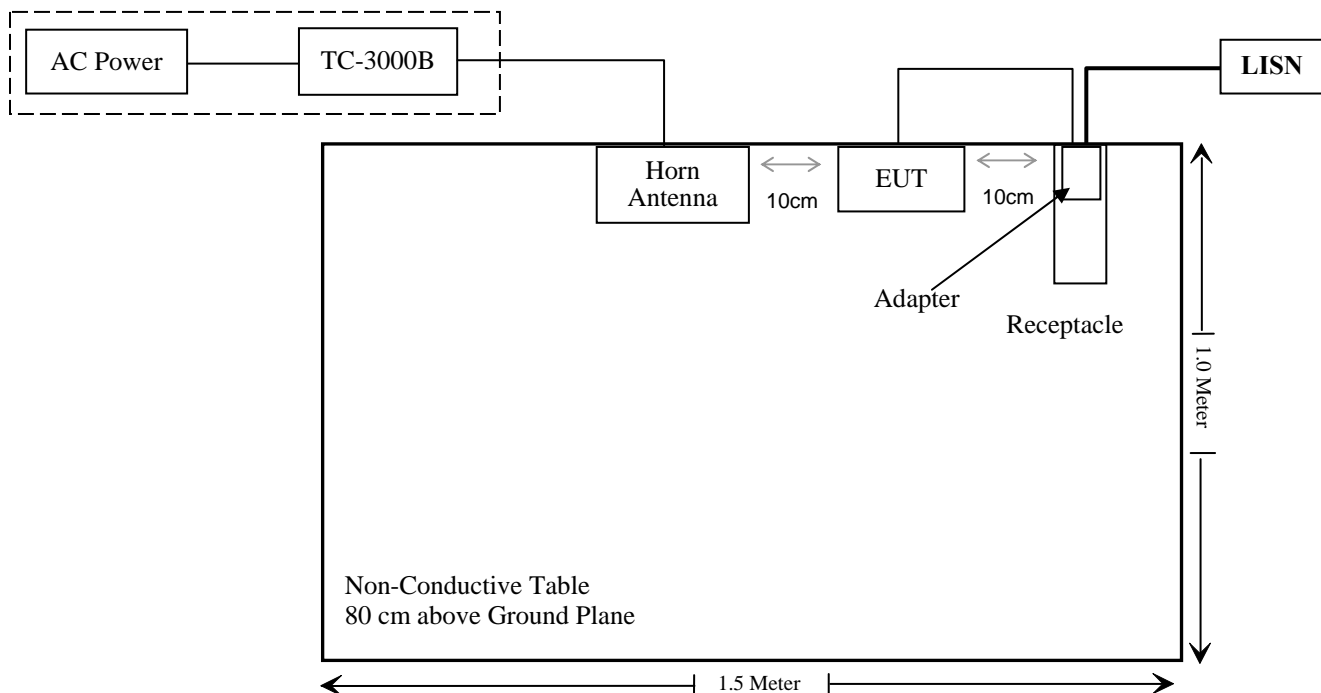 AC Power
TC-3000B
LISN
Horn
Antenna
10cm
EUT
10cm
Adapter
Receptacle
1.0 Meter
Non-Conductive Table
80 cm above Ground Plane
1.5 Meter